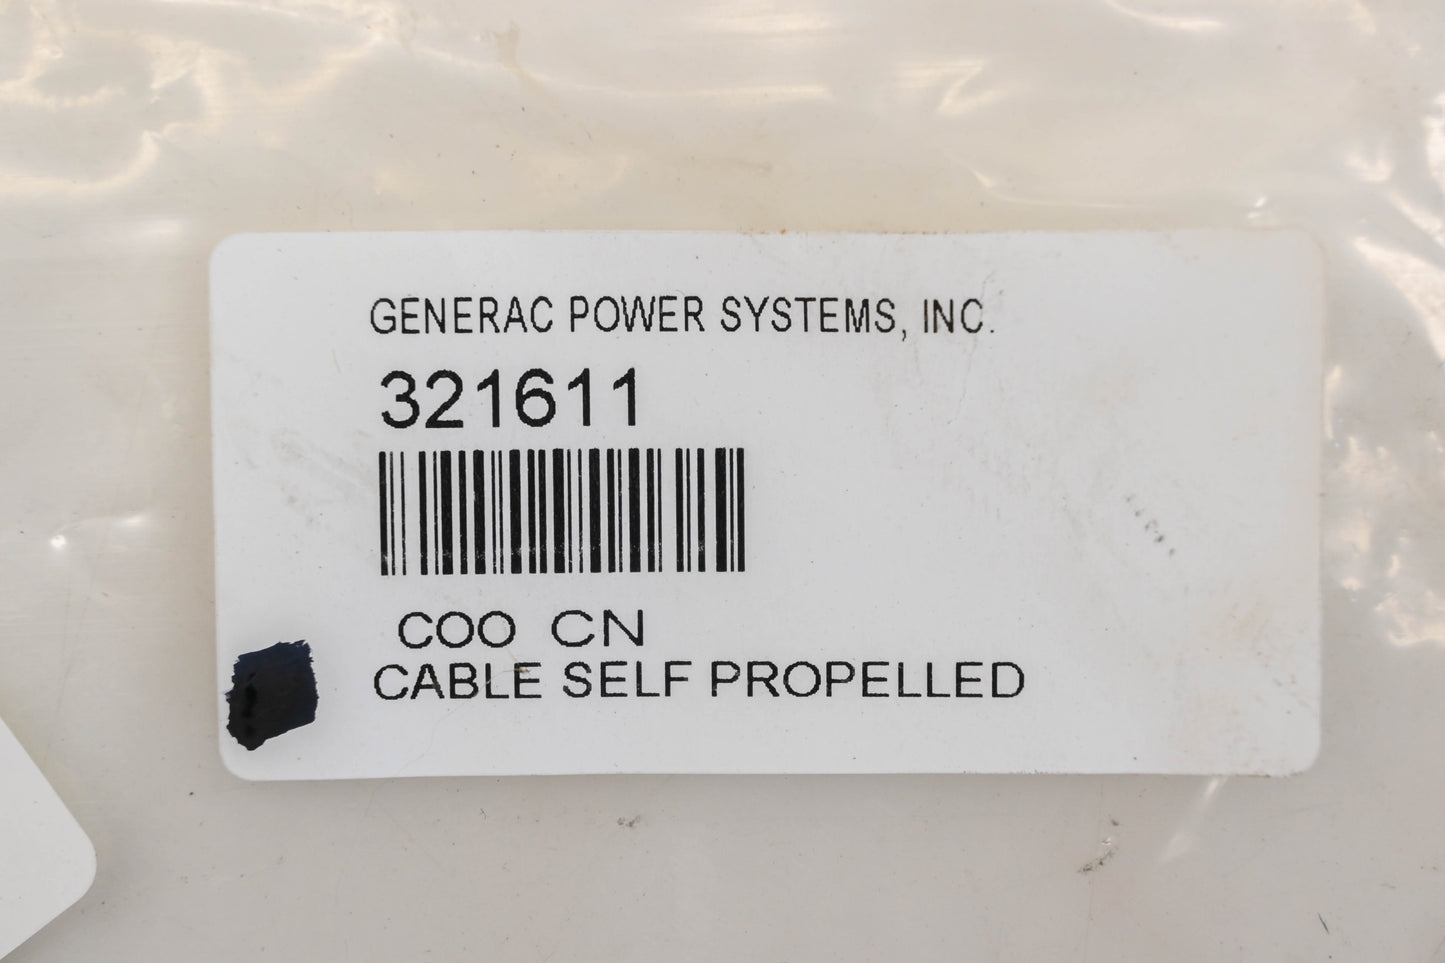 GENERAC POWER SYSTEMS, INC.
321611
COO CN
CABLE SELF PROPELLED